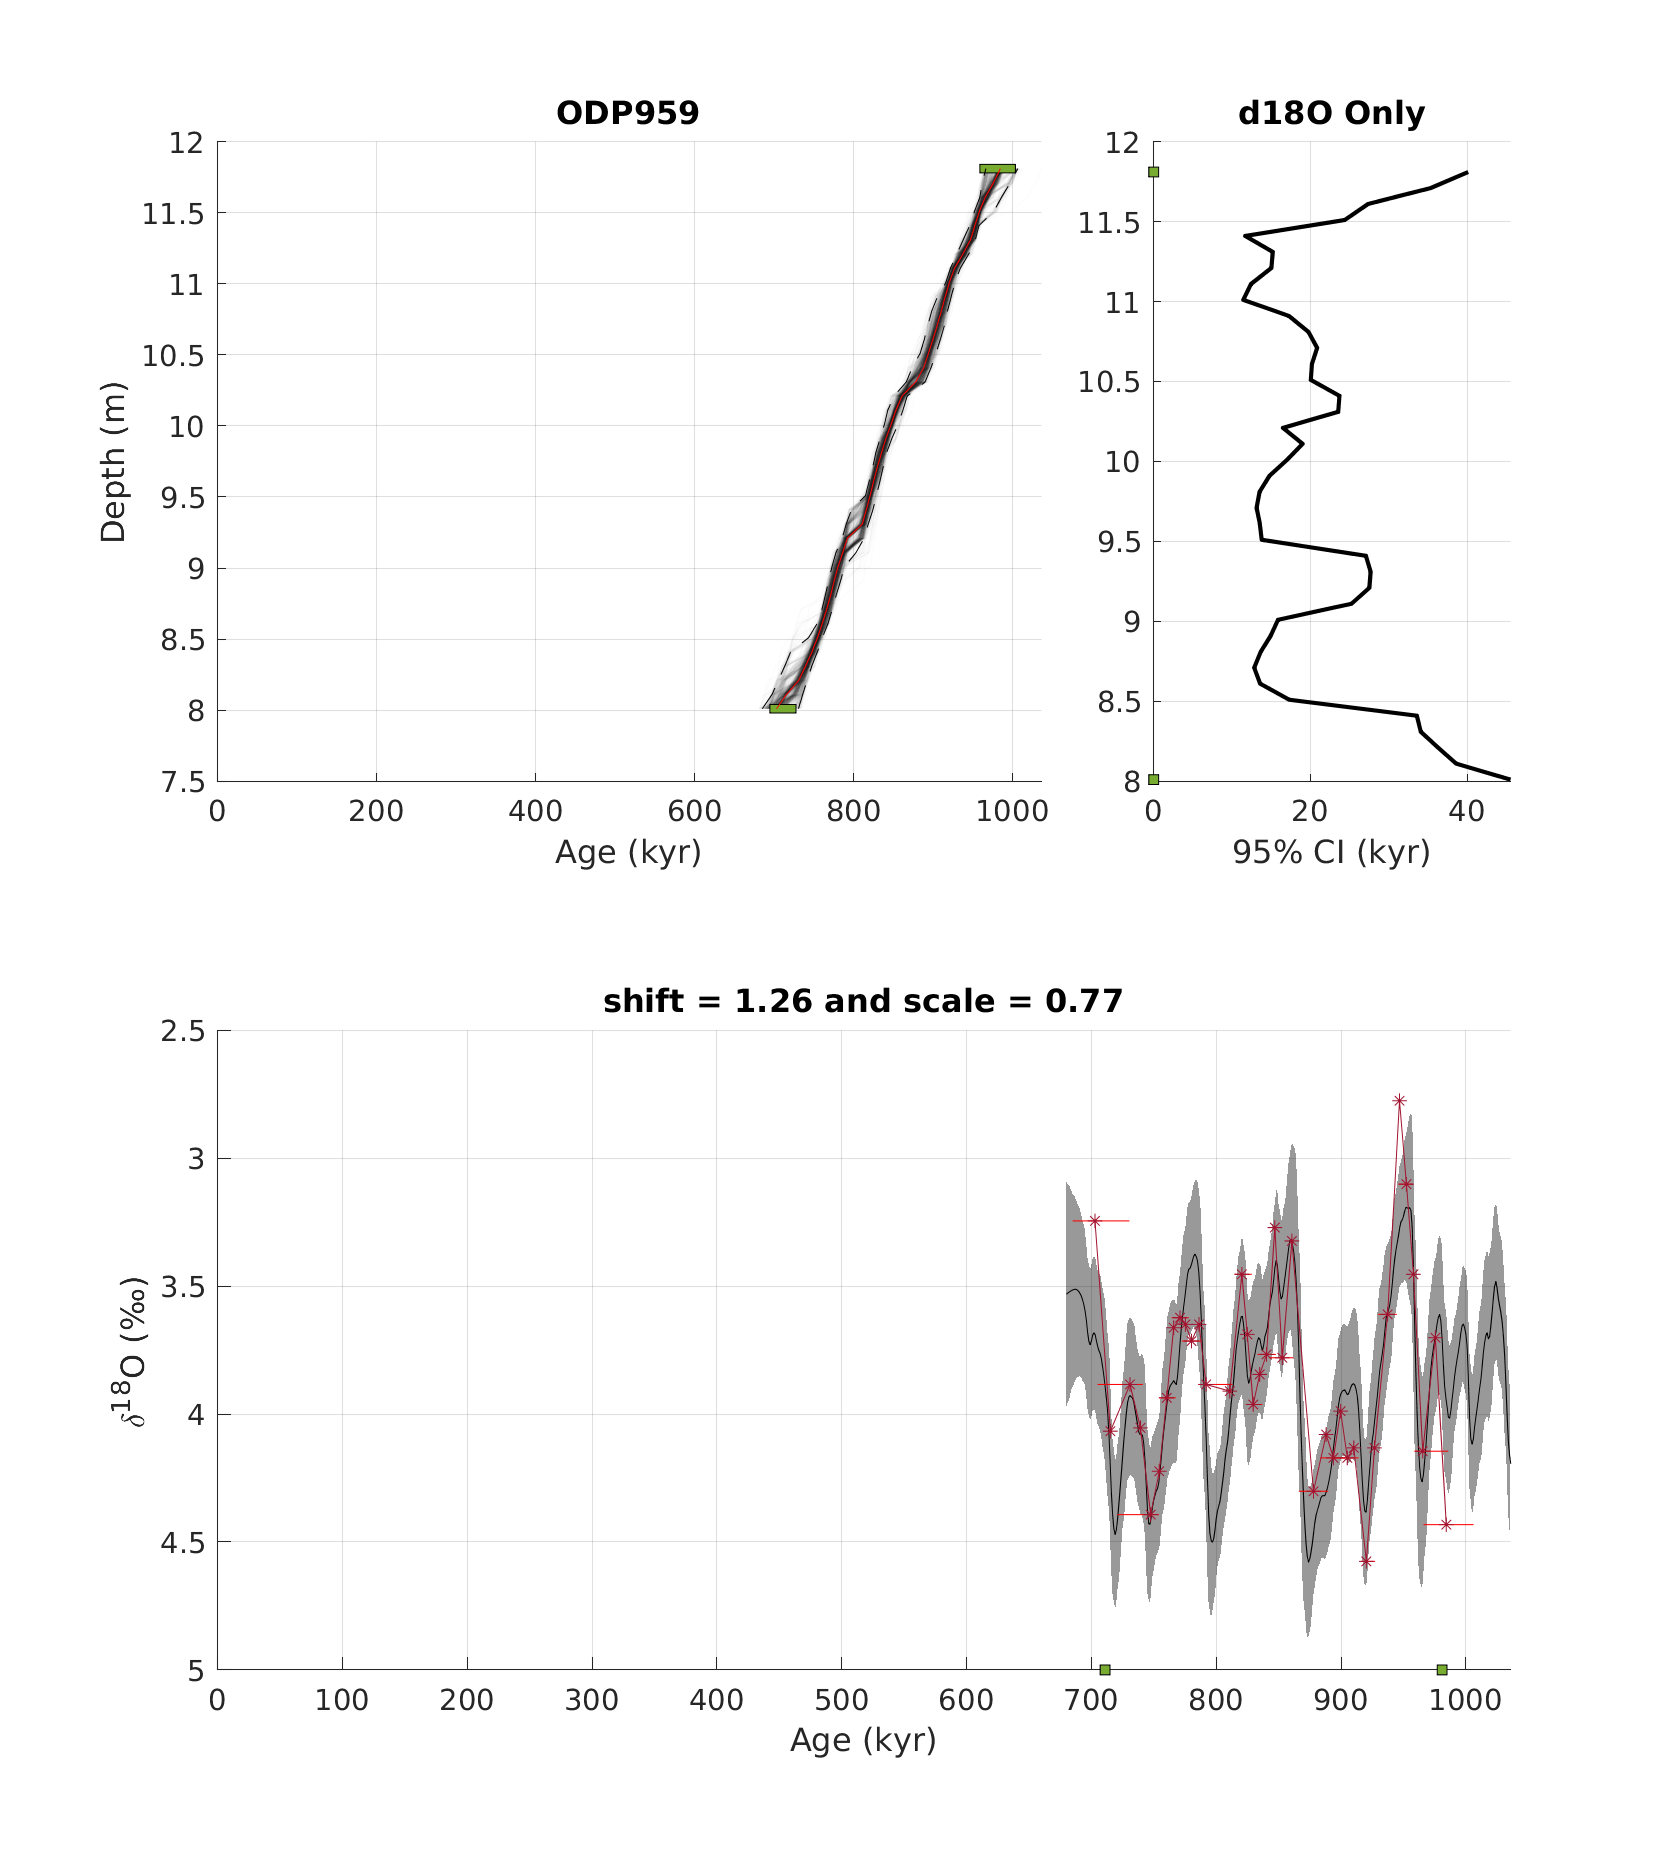 ODP959
d18O Only
12
11.5
11
10.5
10
9.5
9
8.5
8
7.5
Depth (m)
0 200 400 600 800 1000
Age (kyr)
12
11.5
11
10.5
10
9.5
9
8.5
8
0 20 40
95% CI (kyr)
shift = 1.26 and scale = 0.77
2.5
3
3.5
4
4.5
5
δ¹⁸O (‰)
0 100 200 300 400 500 600 700 800 900 1000
Age (kyr)